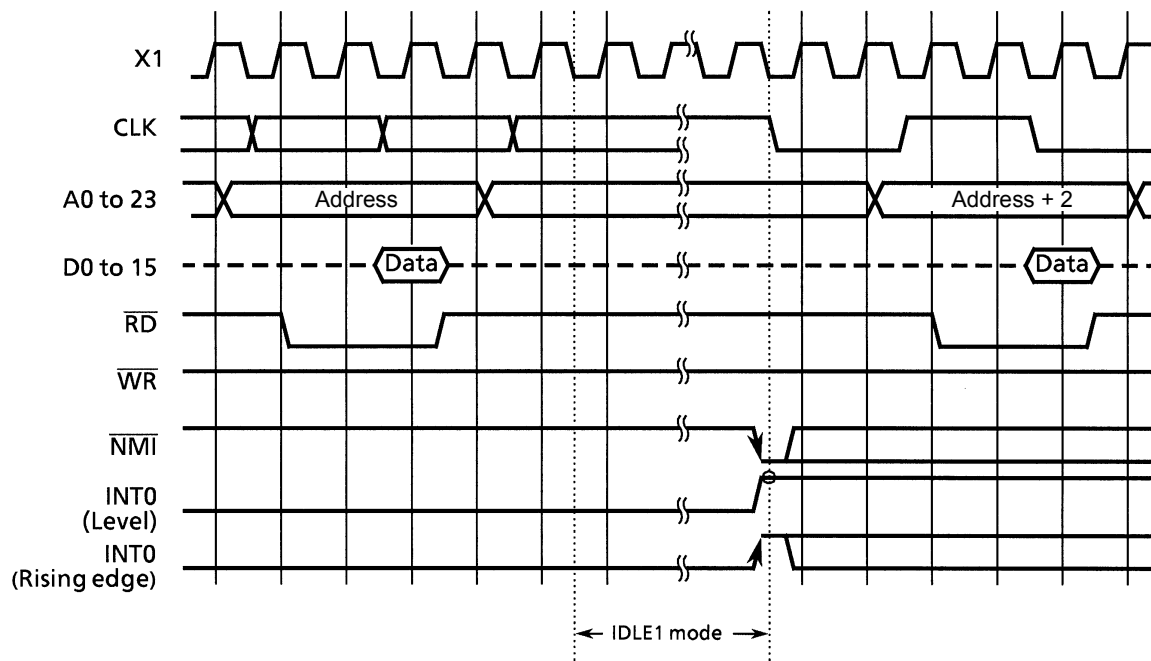 X1
CLK
A0 to 23 Address Address + 2
D0 to 15 Data Data
RD
WR
NMI
INT0
(Level)
INT0
(Rising edge)
IDLE1 mode